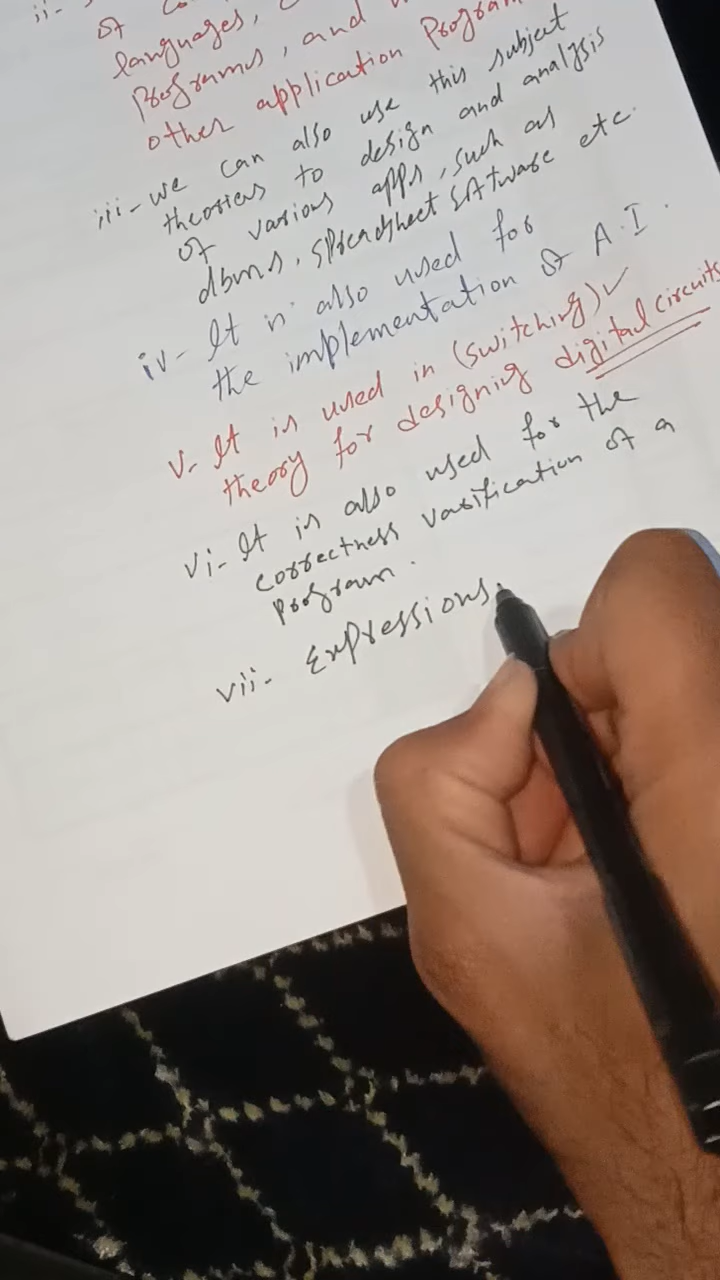 ii-
of
languages,
programs, and
other application Program
iii- we can also use this subject
theories to design and analysis
of various apps, such as
dbms, spreadsheet software etc.
iv- It is also used for
the implementation of A.I.
v- It is used in (switching) ✓
theory for designing digital circuits
vi- It is also used for the
correctness varification of a
program.
vii- Expressions